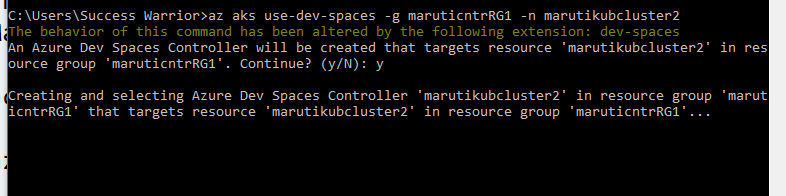 C:\Users\Success Warrior>az aks use-dev-spaces -g maruticntrRG1 -n marutikubcluster2
The behavior of this command has been altered by the following extension: dev-spaces
An Azure Dev Spaces Controller will be created that targets resource 'marutikubcluster2' in res
ource group 'maruticntrRG1'. Continue? (y/N): y
Creating and selecting Azure Dev Spaces Controller 'marutikubcluster2' in resource group 'marut
icntrRG1' that targets resource 'marutikubcluster2' in resource group 'maruticntrRG1'...